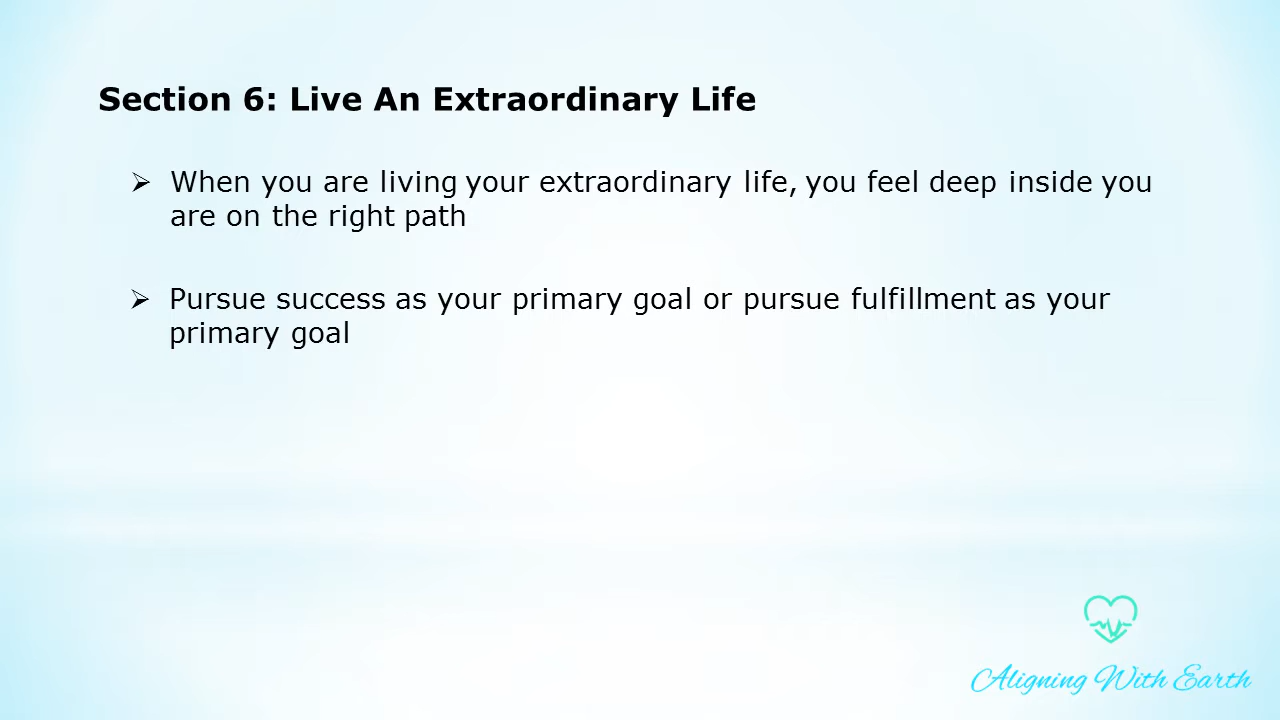 Section 6: Live An Extraordinary Life
➢ When you are living your extraordinary life, you feel deep inside you
are on the right path
➢ Pursue success as your primary goal or pursue fulfillment as your
primary goal
Aligning With Earth